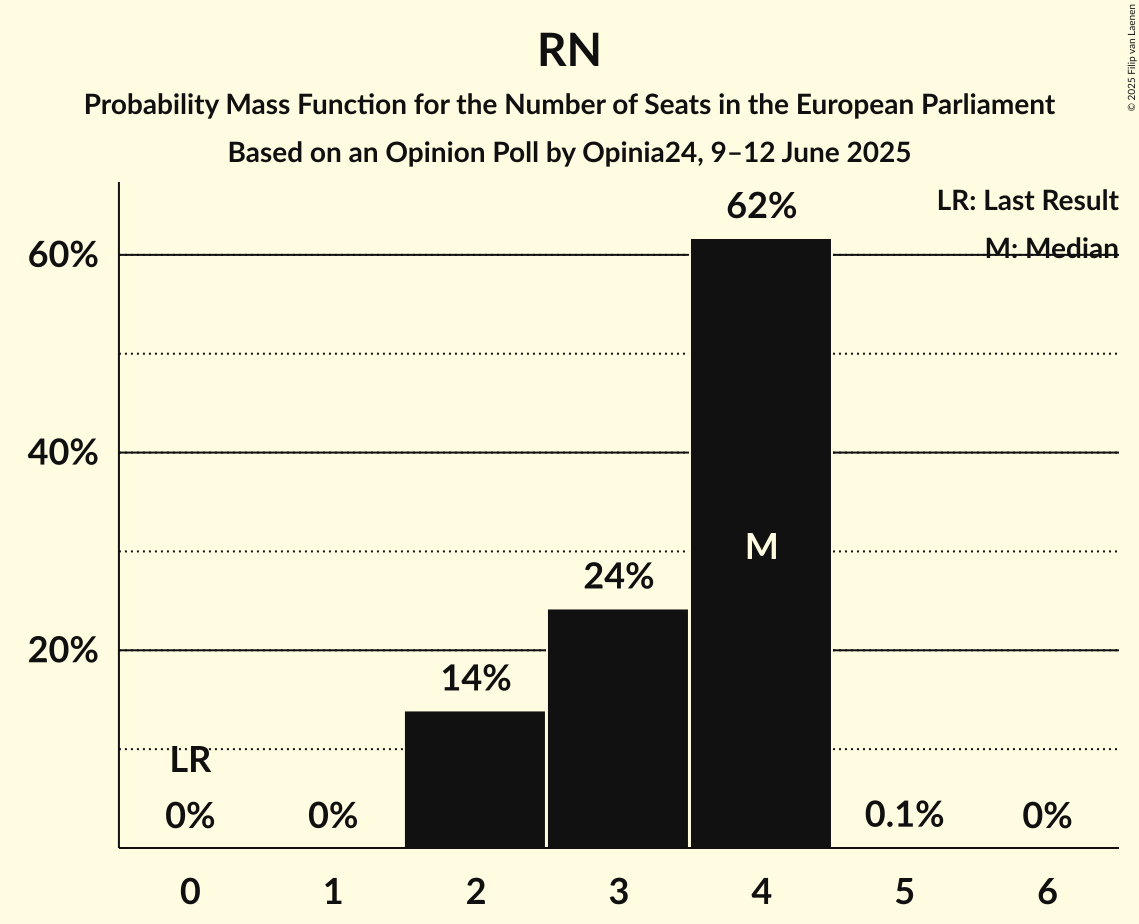 RN
Probability Mass Function for the Number of Seats in the European Parliament
Based on an Opinion Poll by Opinia24, 9–12 June 2025
© 2025 Filip van Laenen
LR: Last Result
M: Median
62%
60%
40%
M
24%
20%
14%
LR
0%
0%
0.1%
0%
0
1
2
3
4
5
6